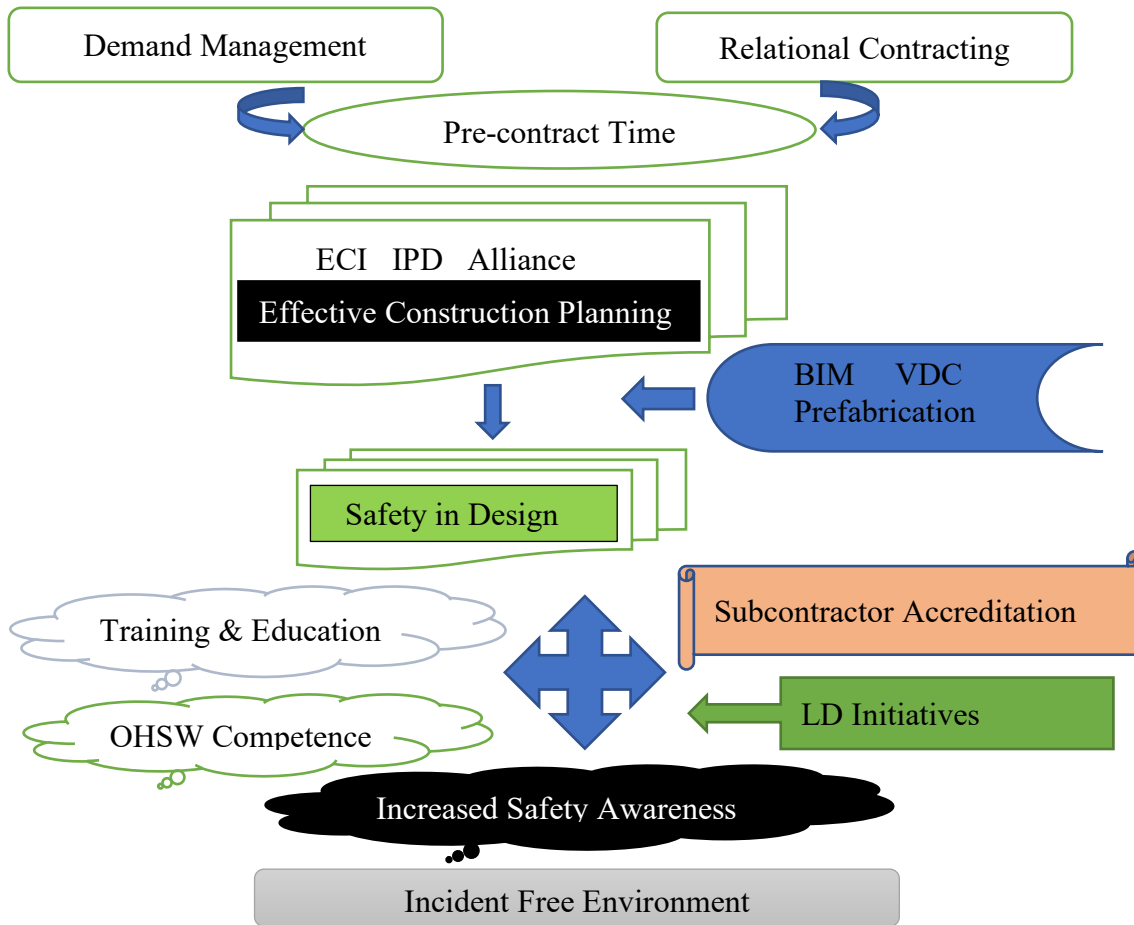 Demand Management
Relational Contracting
Pre-contract Time
ECI IPD Alliance
Effective Construction Planning
BIM VDC
Prefabrication
Safety in Design
Subcontractor Accreditation
Training & Education
LD Initiatives
OHSW Competence
Increased Safety Awareness
Incident Free Environment